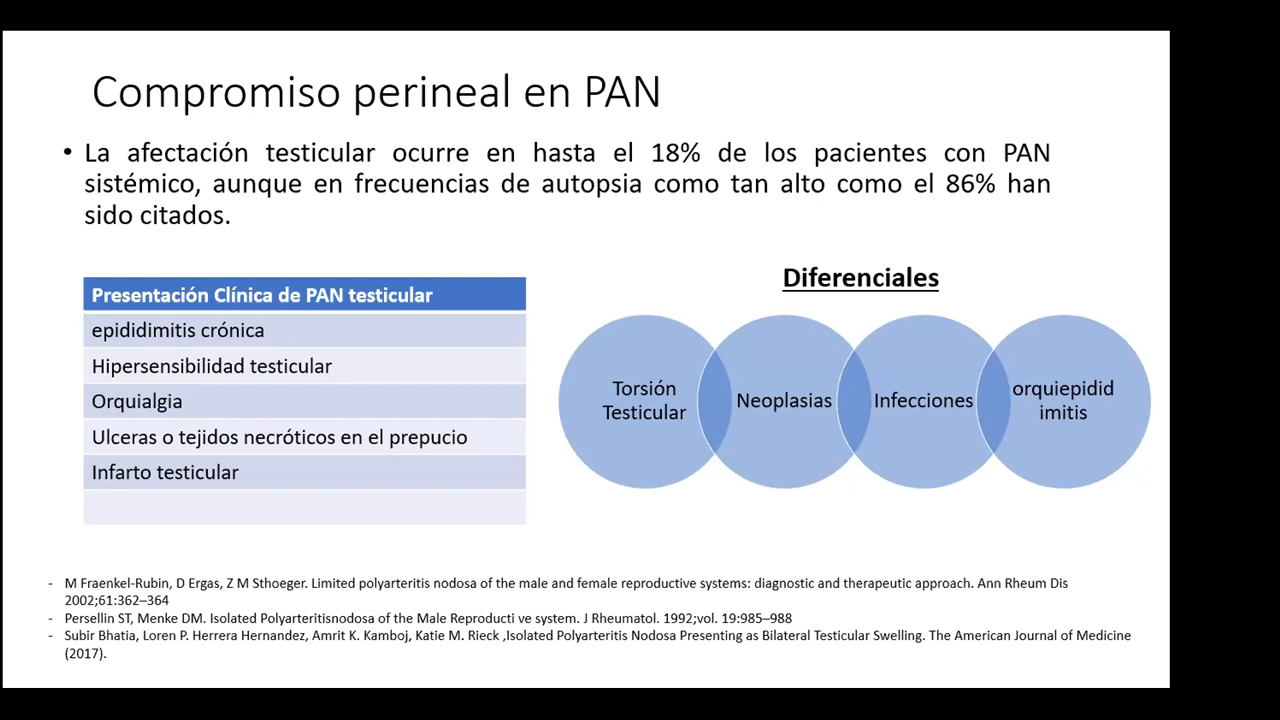 Compromiso perineal en PAN
• La afectación testicular ocurre en hasta el 18% de los pacientes con PAN
sistémico, aunque en frecuencias de autopsia como tan alto como el 86% han
sido citados.
Presentación Clínica de PAN testicular
epididimitis crónica
Hipersensibilidad testicular
Orquialgia
Ulceras o tejidos necróticos en el prepucio
Infarto testicular
Diferenciales
Torsión
Testicular
Neoplasias
Infecciones
orquiepidid
imitis
- M Fraenkel-Rubin, D Ergas, Z M Sthoeger. Limited polyarteritis nodosa of the male and female reproductive systems: diagnostic and therapeutic approach. Ann Rheum Dis
2002;61:362–364
- Persellin ST, Menke DM. Isolated Polyarteritisnodosa of the Male Reproducti ve system. J Rheumatol. 1992;vol. 19:985–988
- Subir Bhatia, Loren P. Herrera Hernandez, Amrit K. Kamboj, Katie M. Rieck ,Isolated Polyarteritis Nodosa Presenting as Bilateral Testicular Swelling. The American Journal of Medicine
(2017).